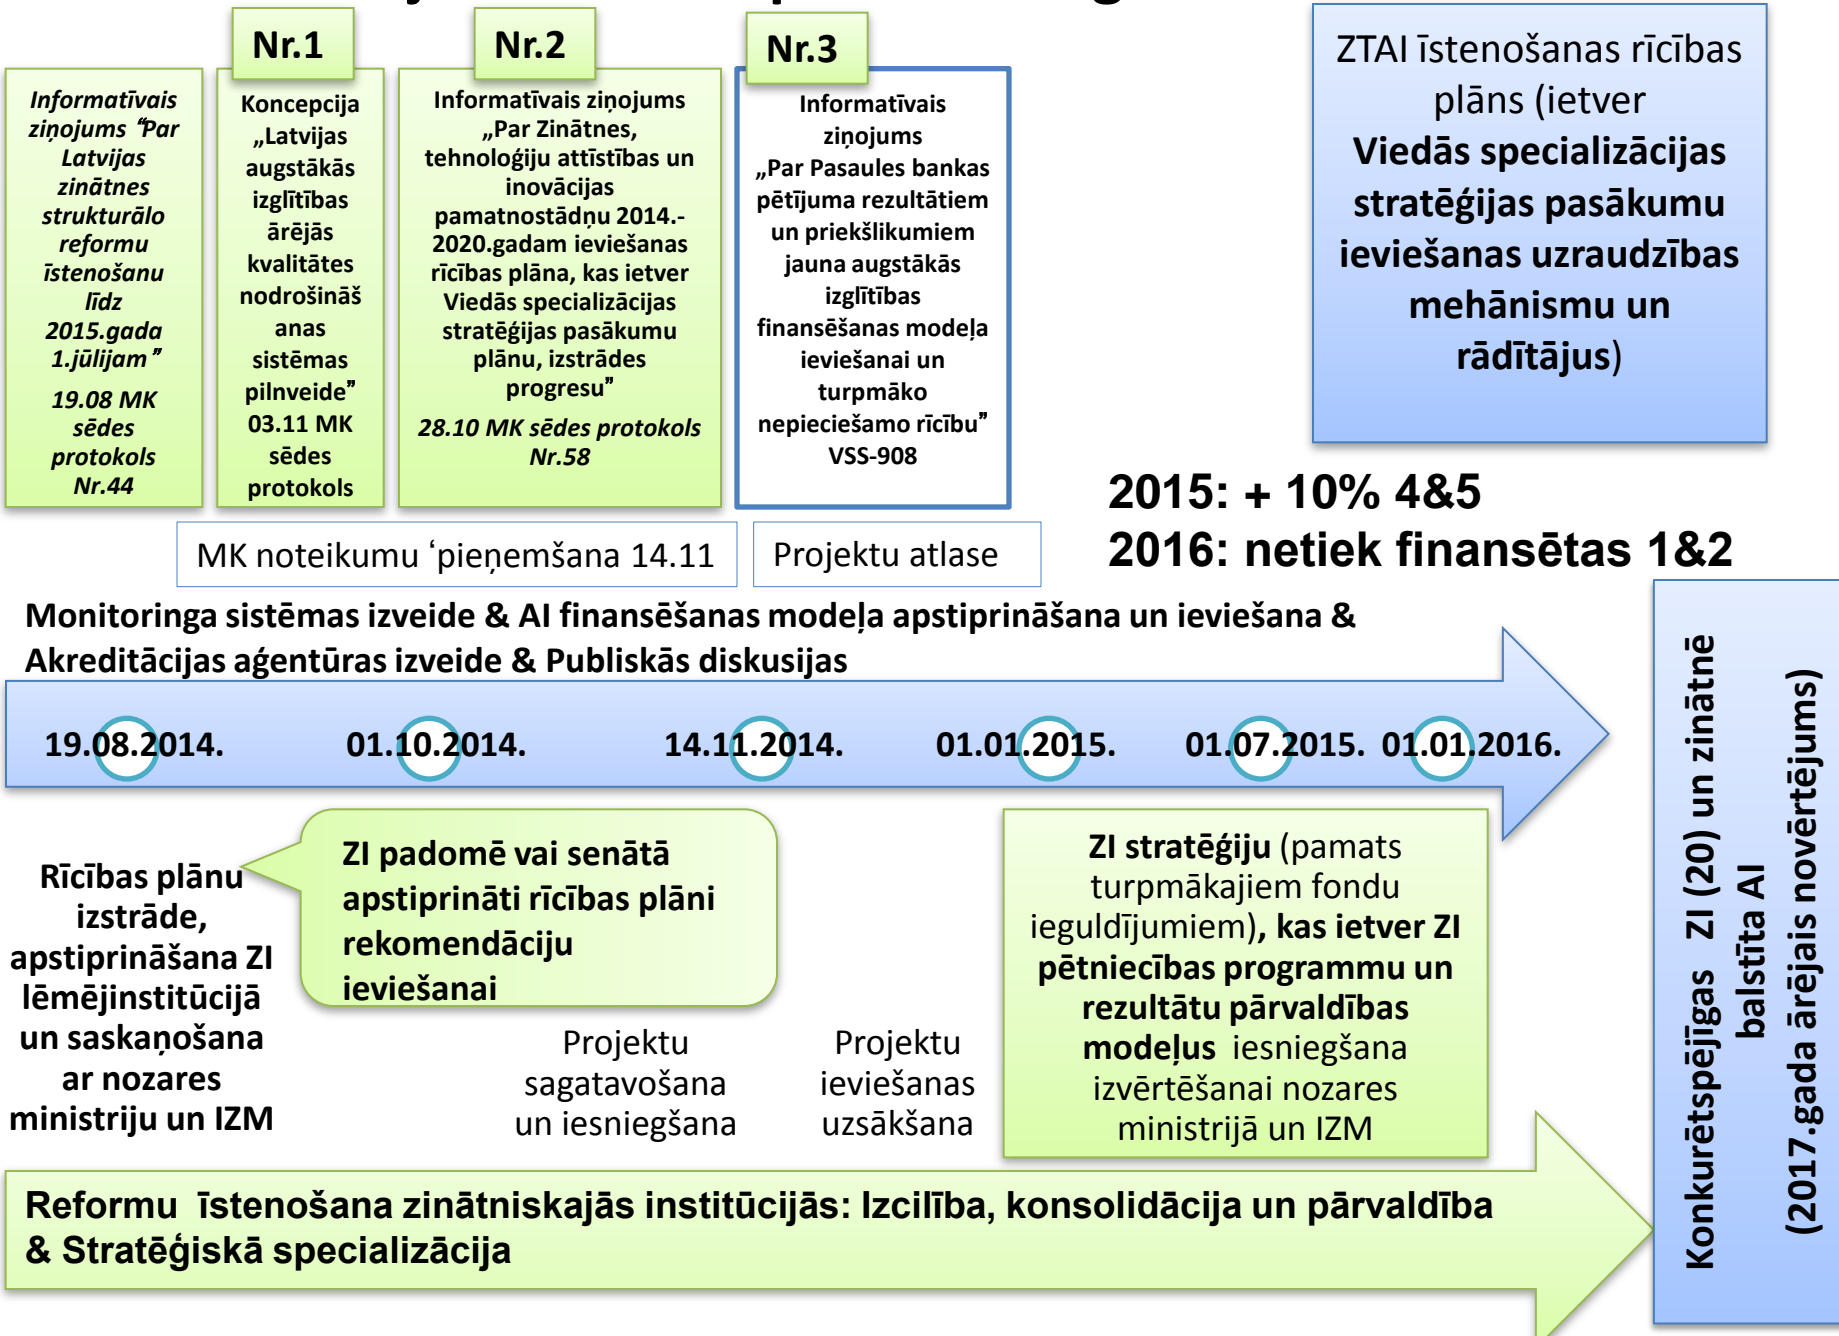 Nr.1
Nr.2
Nr.3
Informatīvais
ziņojums “Par
Latvijas
zinātnes
strukturālo
reformu
īstenošanu
līdz
2015.gada
1.jūlijam”
19.08 MK
sēdes
protokols
Nr.44
Koncepcija
„Latvijas
augstākās
izglītības
ārējās
kvalitātes
nodrošināš
anas
sistēmas
pilnveide”
03.11 MK
sēdes
protokols
Informatīvais ziņojums
„Par Zinātnes,
tehnoloģiju attīstības un
inovācijas
pamatnostādņu 2014.-
2020.gadam ieviešanas
rīcības plāna, kas ietver
Viedās specializācijas
stratēģijas pasākumu
plānu, izstrādes
progresu”
28.10 MK sēdes protokols
Nr.58
Informatīvais
ziņojums
„Par Pasaules bankas
pētījuma rezultātiem
un priekšlikumiem
jauna augstākās
izglītības
finansēšanas modeļa
ieviešanai un
turpmāko
nepieciešamo rīcību”
VSS-908
ZTAI īstenošanas rīcības
plāns (ietver
Viedās specializācijas
stratēģijas pasākumu
ieviešanas uzraudzības
mehānismu un
rādītājus)
2015: + 10% 4&5
2016: netiek finansētas 1&2
MK noteikumu ‘pieņemšana 14.11
Projektu atlase
Monitoringa sistēmas izveide & AI finansēšanas modeļa apstiprināšana un ieviešana &
Akreditācijas aģentūras izveide & Publiskās diskusijas
19.08.2014.
01.10.2014.
14.11.2014.
01.01.2015.
01.07.2015.
01.01.2016.
Rīcības plānu
izstrāde,
apstiprināšana ZI
lēmējinstitūcijā
un saskaņošana
ar nozares
ministriju un IZM
ZI padomē vai senātā
apstiprināti rīcības plāni
rekomendāciju
ieviešanai
Projektu
sagatavošana
un iesniegšana
Projektu
ieviešanas
uzsākšana
ZI stratēģiju (pamats
turpmākajiem fondu
ieguldījumiem), kas ietver ZI
pētniecības programmu un
rezultātu pārvaldības
modeļus iesniegšana
izvērtēšanai nozares
ministrijā un IZM
Reformu īstenošana zinātniskajās institūcijās: Izcilība, konsolidācija un pārvaldība
& Stratēģiskā specializācija
Konkurētspējīgas ZI (20) un zinātnē
balstīta AI
(2017.gada ārējais novērtējums)